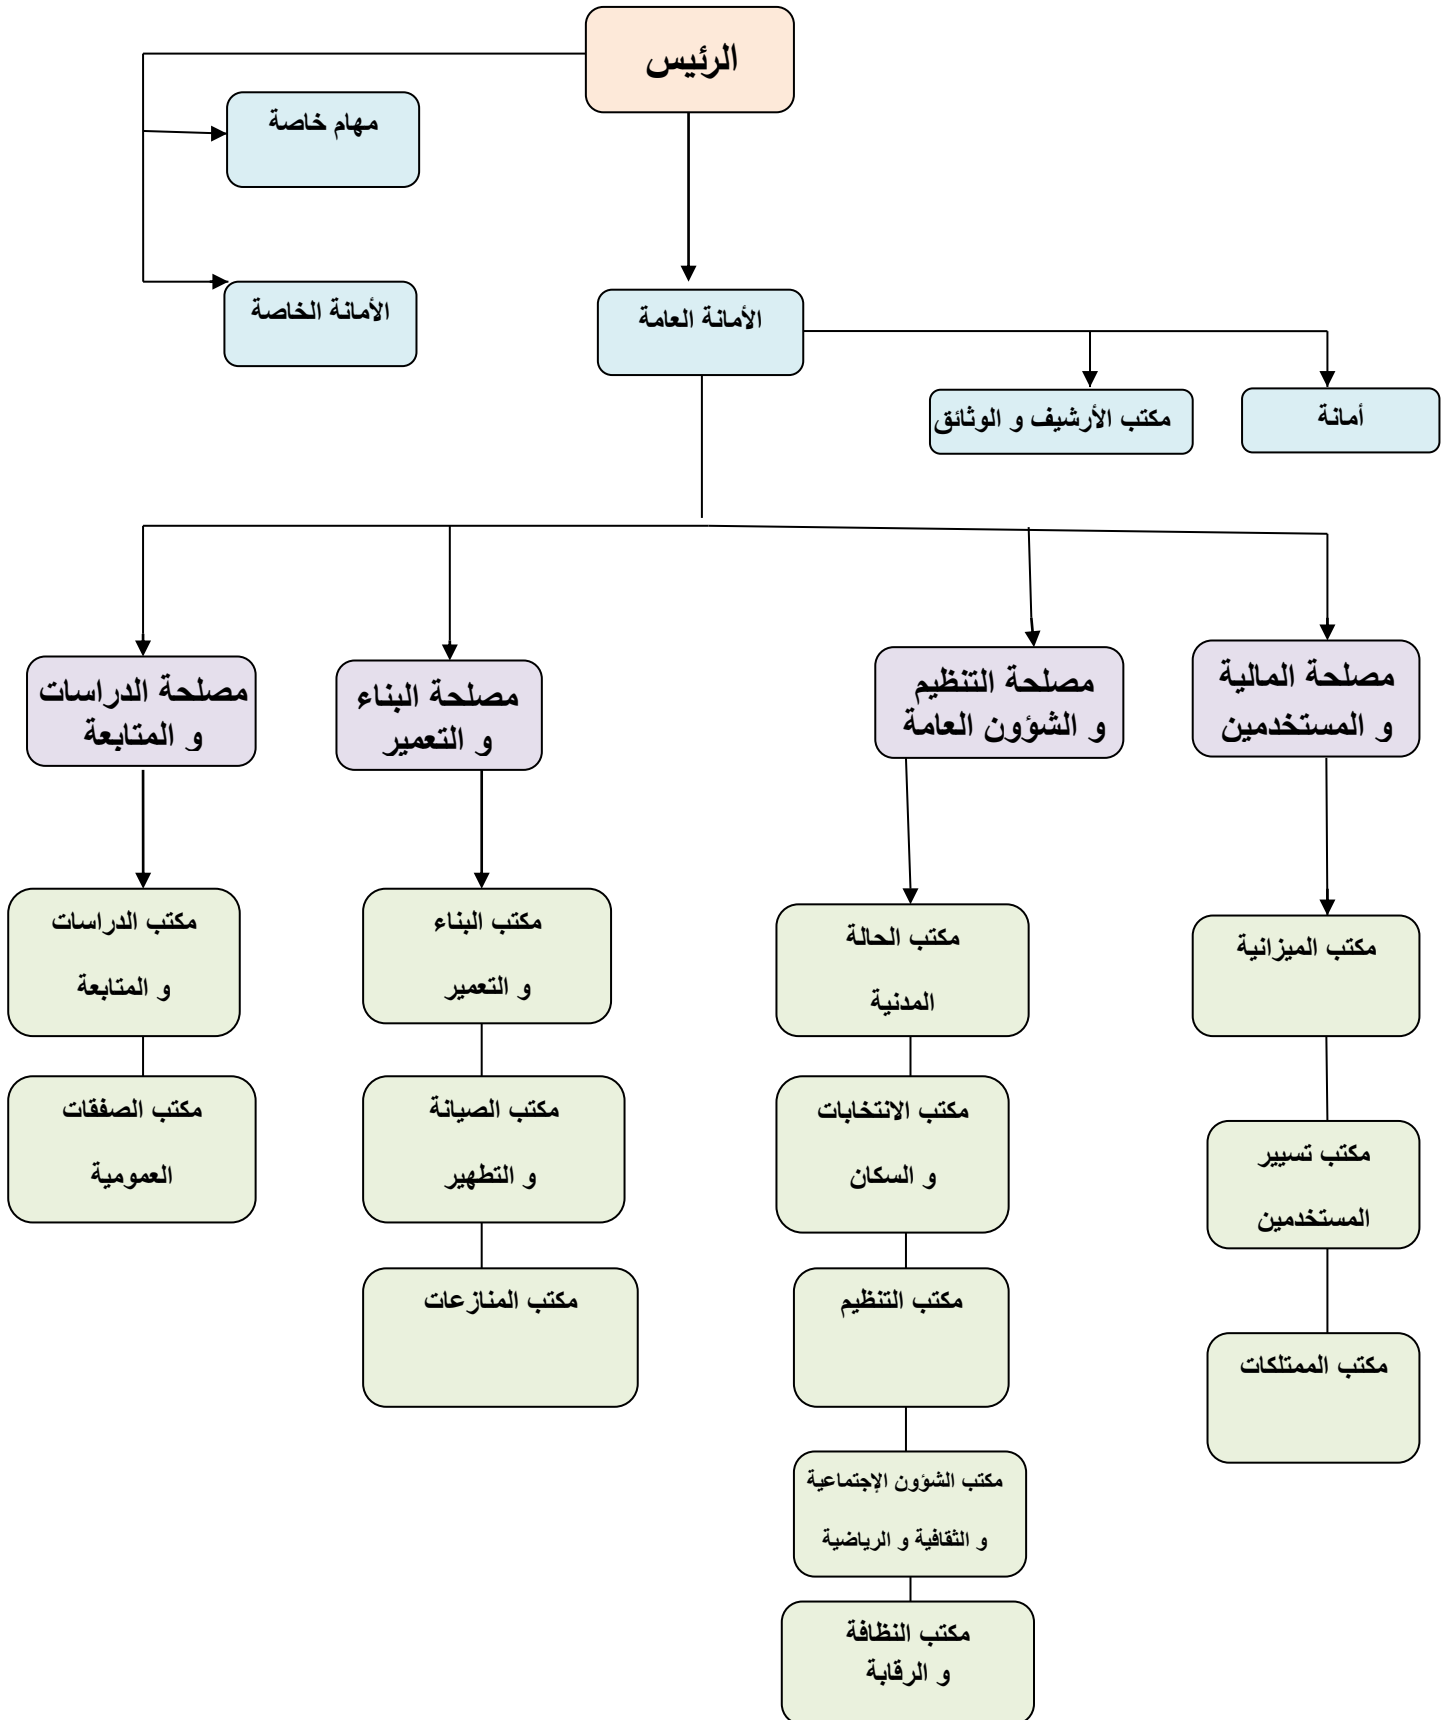 الرئيس
مهام خاصة
الأمانة الخاصة
الأمانة العامة
أمانة
مكتب الأرشيف و الوثائق
مصلحة المالية
و المستخدمين
مصلحة التنظيم
و الشؤون العامة
مصلحة البناء
و التعمير
مصلحة الدراسات
و المتابعة
مكتب الميزانية
مكتب تسيير
المستخدمين
مكتب الممتلكات
مكتب الحالة
المدنية
مكتب الانتخابات
و السكان
مكتب التنظيم
مكتب الشؤون الإجتماعية
و الثقافية و الرياضية
مكتب النظافة
و الرقابة
مكتب البناء
و التعمير
مكتب الصيانة
و التطهير
مكتب المنازعات
مكتب الدراسات
و المتابعة
مكتب الصفقات
العمومية